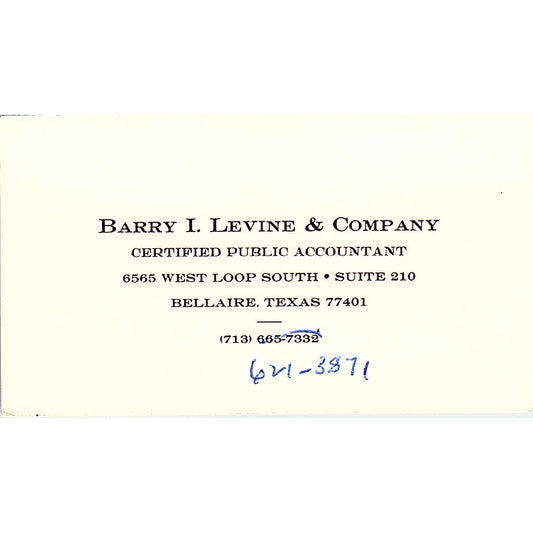 BARRY I. LEVINE & COMPANY
CERTIFIED PUBLIC ACCOUNTANT
6565 WEST LOOP SOUTH • SUITE 210
BELLAIRE, TEXAS 77401
(713) 665-7332
621-3871